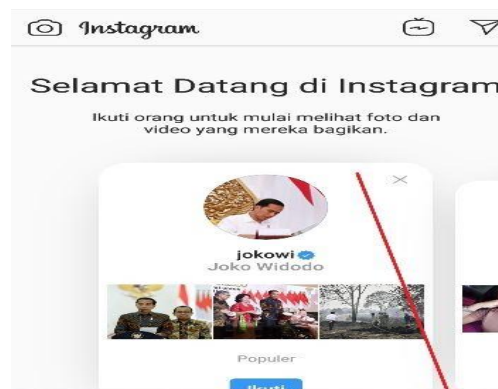 Instagram
Selamat Datang di Instagram
Ikuti orang untuk mulai melihat foto dan
video yang mereka bagikan.
jokowi
Joko Widodo
Populer
Ikuti